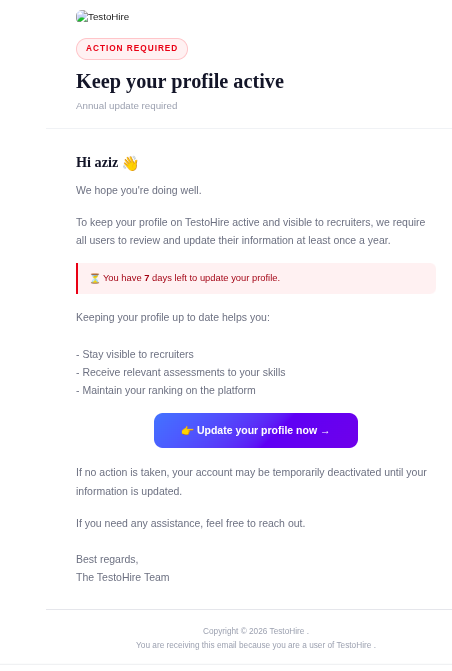 TestoHire
ACTION REQUIRED
Keep your profile active
Annual update required
Hi aziz 👋
We hope you're doing well.
To keep your profile on TestoHire active and visible to recruiters, we require
all users to review and update their information at least once a year.
⏳ You have 7 days left to update your profile.
Keeping your profile up to date helps you:
- Stay visible to recruiters
- Receive relevant assessments to your skills
- Maintain your ranking on the platform
👉 Update your profile now →
If no action is taken, your account may be temporarily deactivated until your
information is updated.
If you need any assistance, feel free to reach out.
Best regards,
The TestoHire Team
Copyright © 2026 TestoHire .
You are receiving this email because you are a user of TestoHire .